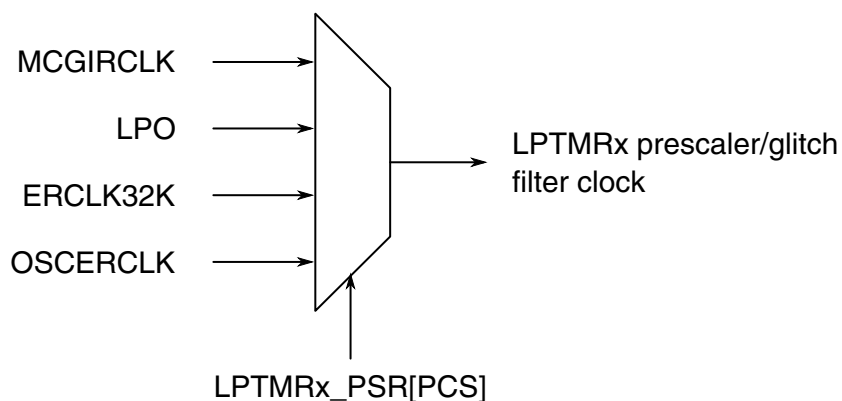 MCGIRCLK
LPO
ERCLK32K
OSCERCLK
LPTMRx prescaler/glitch
filter clock
LPTMRx_PSR[PCS]